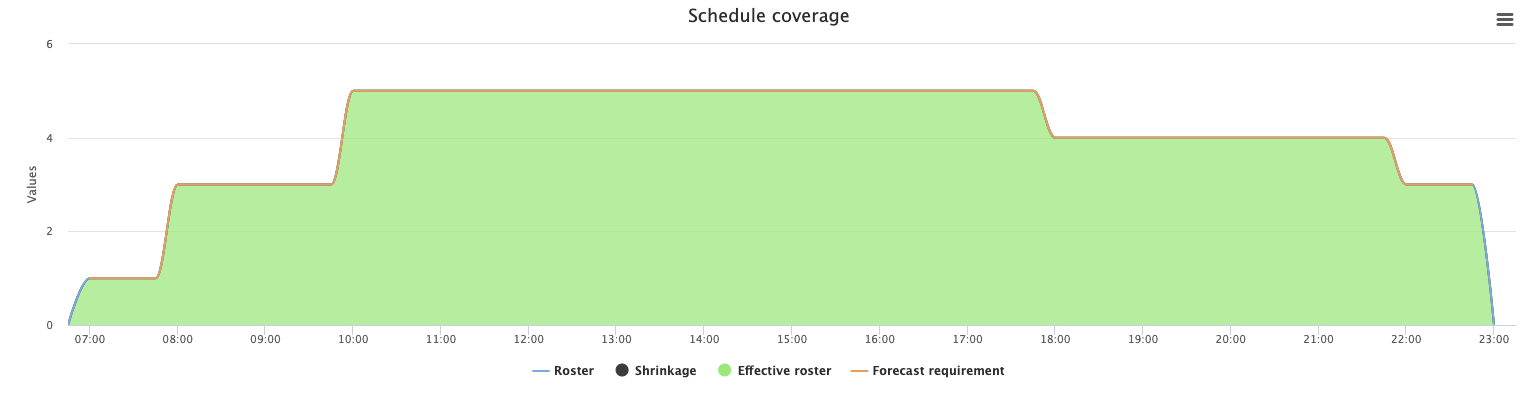 Schedule coverage
Values
6
4
2
0
07:00 08:00 09:00 10:00 11:00 12:00 13:00 14:00 15:00 16:00 17:00 18:00 19:00 20:00 21:00 22:00 23:00
Roster Shrinkage Effective roster Forecast requirement